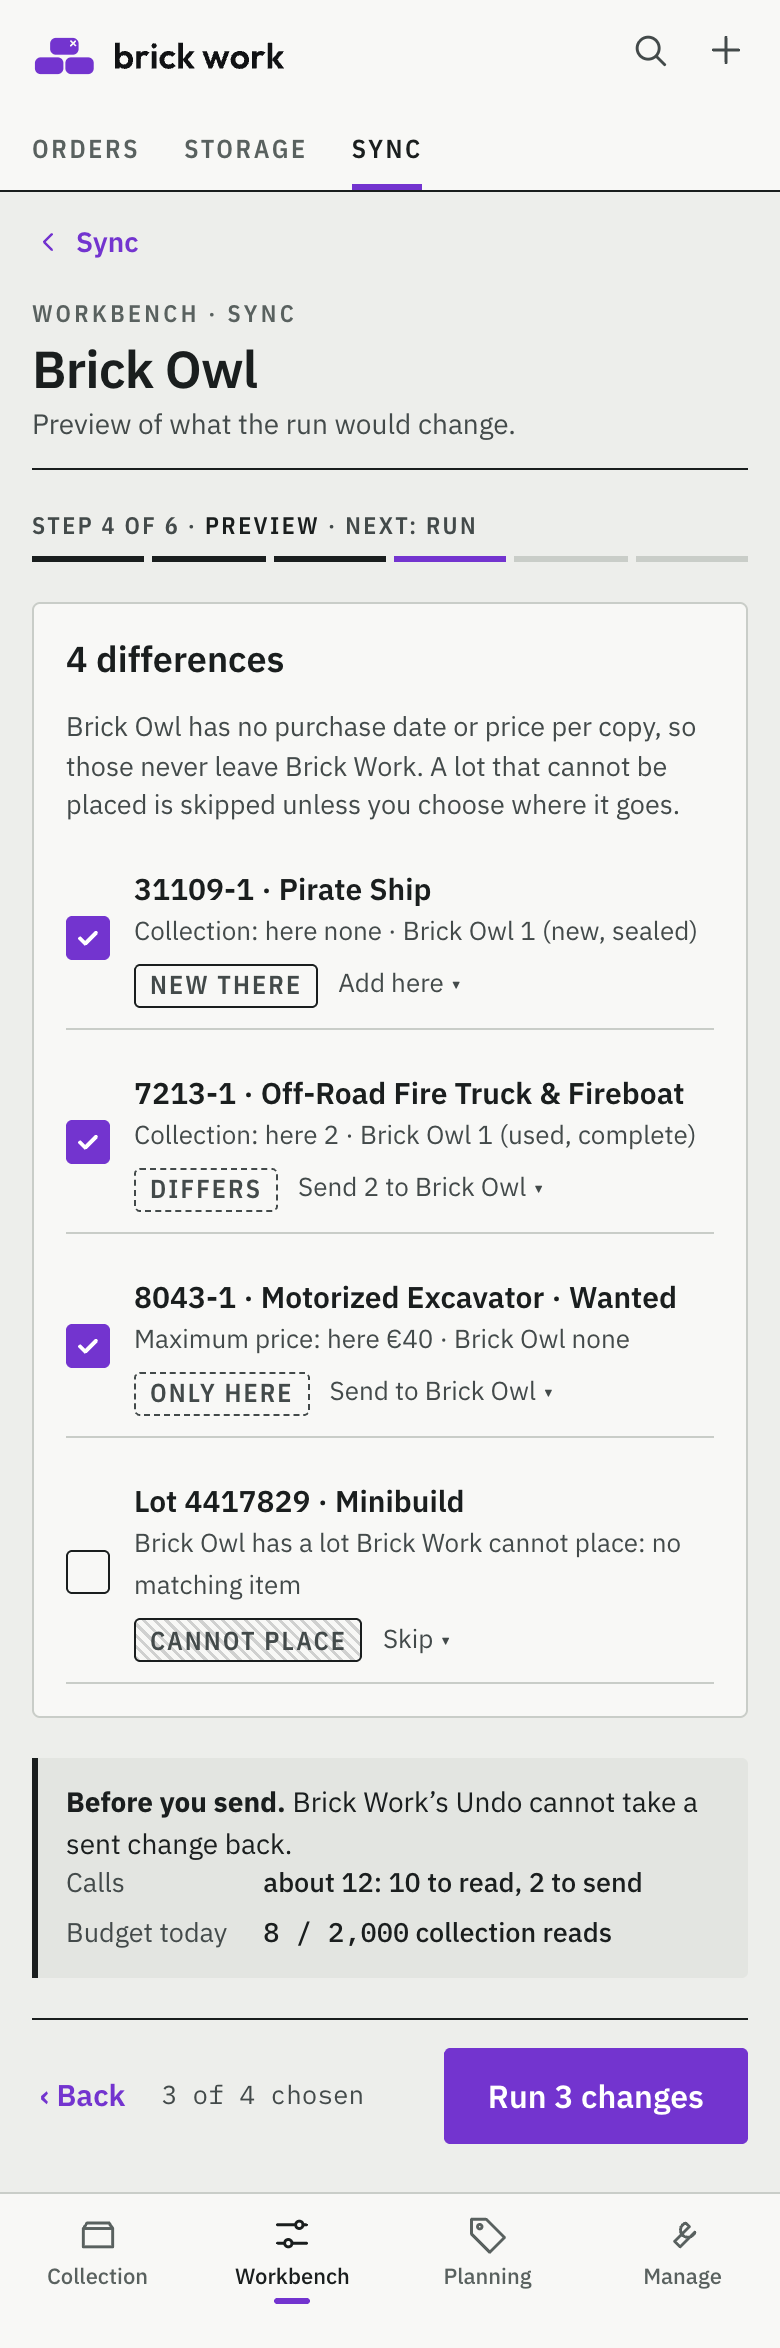 brick work
ORDERS STORAGE SYNC
‹ Sync
WORKBENCH · SYNC
Brick Owl
Preview of what the run would change.
STEP 4 OF 6 · PREVIEW · NEXT: RUN
4 differences
Brick Owl has no purchase date or price per copy, so
those never leave Brick Work. A lot that cannot be
placed is skipped unless you choose where it goes.
31109-1 · Pirate Ship
Collection: here none · Brick Owl 1 (new, sealed)
NEW THERE Add here ▾
7213-1 · Off-Road Fire Truck & Fireboat
Collection: here 2 · Brick Owl 1 (used, complete)
DIFFERS Send 2 to Brick Owl ▾
8043-1 · Motorized Excavator · Wanted
Maximum price: here €40 · Brick Owl none
ONLY HERE Send to Brick Owl ▾
Lot 4417829 · Minibuild
Brick Owl has a lot Brick Work cannot place: no
matching item
CANNOT PLACE Skip ▾
Before you send. Brick Work’s Undo cannot take a
sent change back.
Calls about 12: 10 to read, 2 to send
Budget today 8 / 2,000 collection reads
‹ Back 3 of 4 chosen Run 3 changes
Collection Workbench Planning Manage